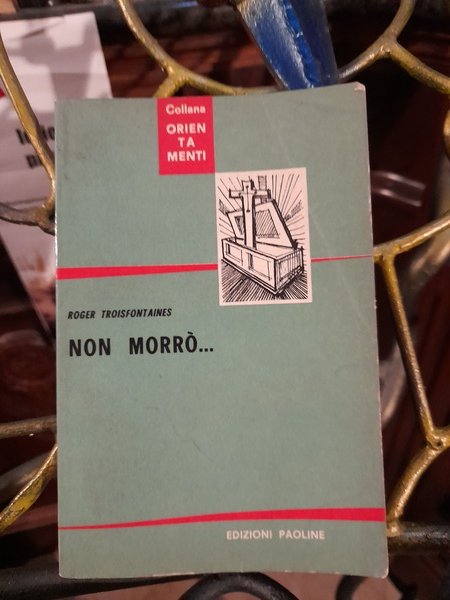 Collana
ORIEN
TA
MENTI
ROGER TROISFONTAINES
NON MORRÒ...
EDIZIONI PAOLINE